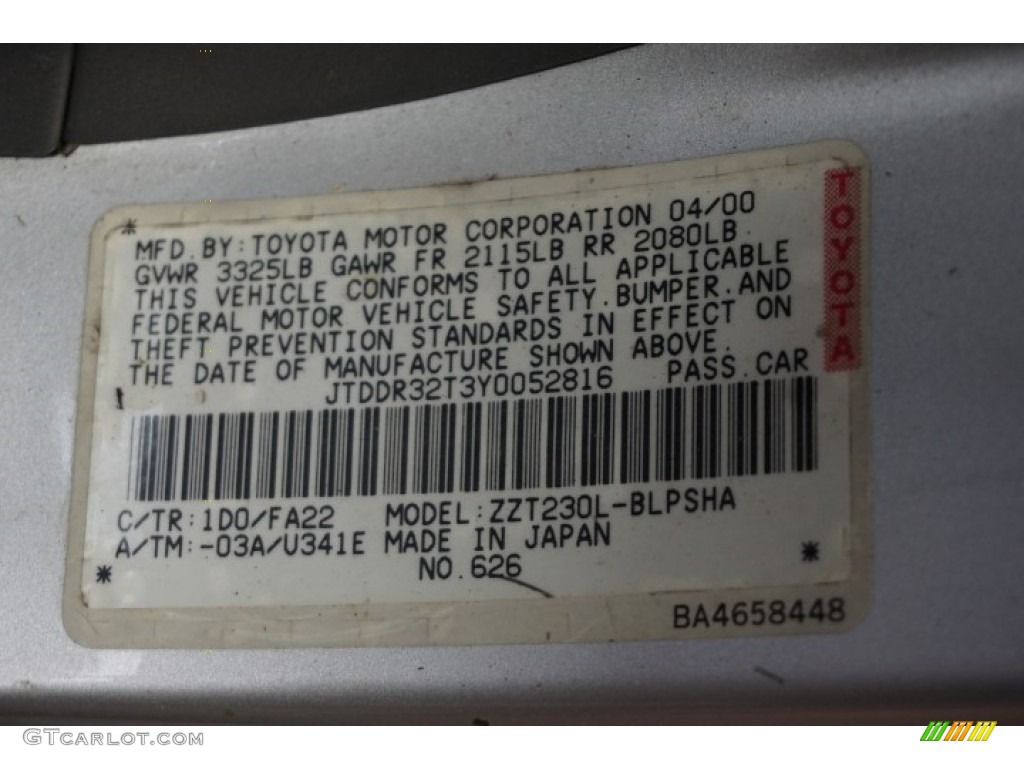 MFD.BY:TOYOTA MOTOR CORPORATION 04/00
GVWR 3325LB GAWR FR 2115LB RR 2080LB
THIS VEHICLE CONFORMS TO ALL APPLICABLE
FEDERAL MOTOR VEHICLE SAFETY.BUMPER.AND
THEFT PREVENTION STANDARDS IN EFFECT ON
THE DATE OF MANUFACTURE SHOWN ABOVE.
JTDDR32T3Y0052816 PASS.CAR
TOYOTA
C/TR:1D0/FA22 MODEL:ZZT230L-BLPSHA
A/TM:-03A/U341E MADE IN JAPAN
NO.626
BA4658448
GTCARLOT.COM